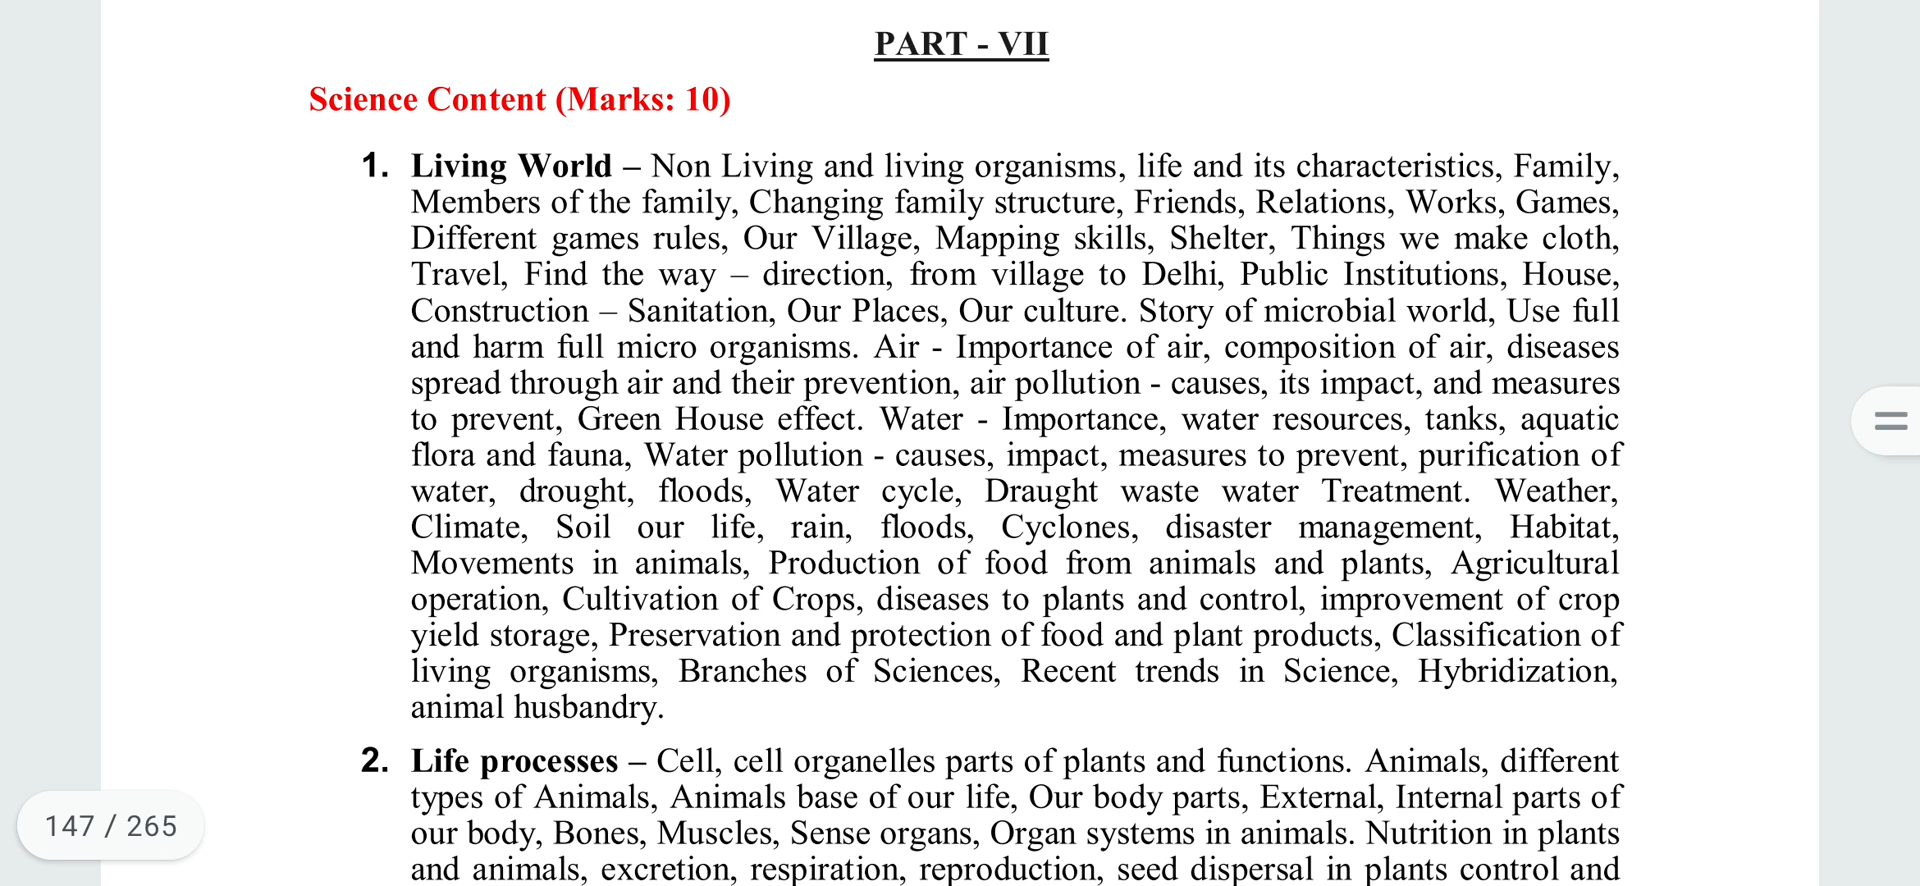 PART - VII
Science Content (Marks: 10)
1. Living World – Non Living and living organisms, life and its characteristics, Family,
Members of the family, Changing family structure, Friends, Relations, Works, Games,
Different games rules, Our Village, Mapping skills, Shelter, Things we make cloth,
Travel, Find the way – direction, from village to Delhi, Public Institutions, House,
Construction – Sanitation, Our Places, Our culture. Story of microbial world, Use full
and harm full micro organisms. Air - Importance of air, composition of air, diseases
spread through air and their prevention, air pollution - causes, its impact, and measures
to prevent, Green House effect. Water - Importance, water resources, tanks, aquatic
flora and fauna, Water pollution - causes, impact, measures to prevent, purification of
water, drought, floods, Water cycle, Draught waste water Treatment. Weather,
Climate, Soil our life, rain, floods, Cyclones, disaster management, Habitat,
Movements in animals, Production of food from animals and plants, Agricultural
operation, Cultivation of Crops, diseases to plants and control, improvement of crop
yield storage, Preservation and protection of food and plant products, Classification of
living organisms, Branches of Sciences, Recent trends in Science, Hybridization,
animal husbandry.
2. Life processes – Cell, cell organelles parts of plants and functions. Animals, different
types of Animals, Animals base of our life, Our body parts, External, Internal parts of
our body, Bones, Muscles, Sense organs, Organ systems in animals. Nutrition in plants
and animals, excretion, respiration, reproduction, seed dispersal in plants control and
147 / 265